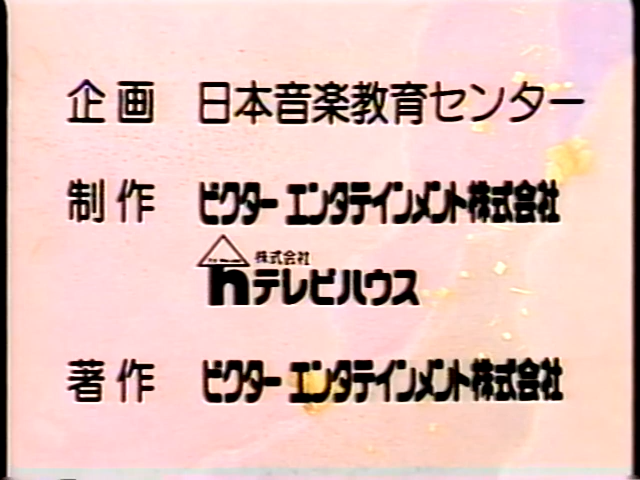 企画 日本音楽教育センター
制作 ビクター エンタテインメント株式会社
株式会社
hテレビハウス
著作 ビクター エンタテインメント株式会社